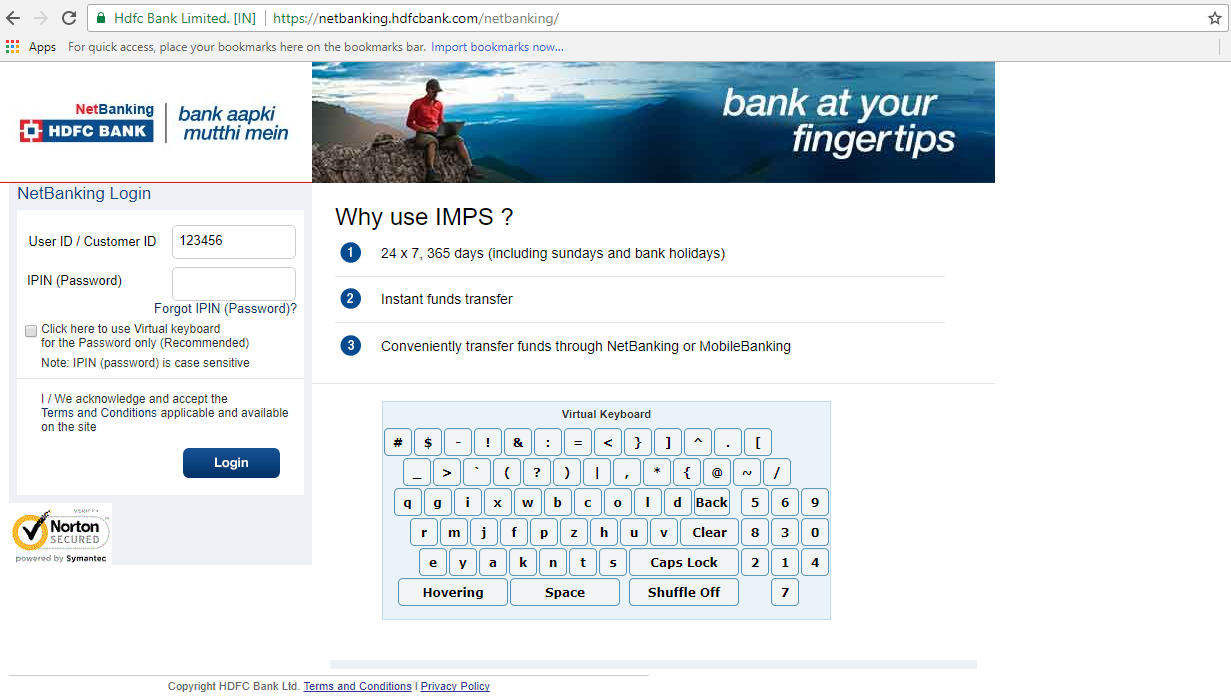 Hdfc Bank Limited. [IN] https://netbanking.hdfcbank.com/netbanking/
Apps For quick access, place your bookmarks here on the bookmarks bar. Import bookmarks now...
NetBanking
HDFC BANK
bank aapki
mutthi mein
bank at your
fingertips
NetBanking Login
User ID / Customer ID 123456
IPIN (Password)
Forgot IPIN (Password)?
Click here to use Virtual keyboard
for the Password only (Recommended)
Note: IPIN (password) is case sensitive
I / We acknowledge and accept the
Terms and Conditions applicable and available
on the site
Login
VERIFY
Norton
SECURED
powered by Symantec
Why use IMPS ?
1 24 x 7, 365 days (including sundays and bank holidays)
2 Instant funds transfer
3 Conveniently transfer funds through NetBanking or MobileBanking
Virtual Keyboard
# $ - ! & : = < } ] ^ . [
_ > ` ( ? ) | , * { @ ~ /
q g i x w b c o l d Back 5 6 9
r m j f p z h u v Clear 8 3 0
e y a k n t s Caps Lock 2 1 4
Hovering Space Shuffle Off 7
Copyright HDFC Bank Ltd. Terms and Conditions | Privacy Policy